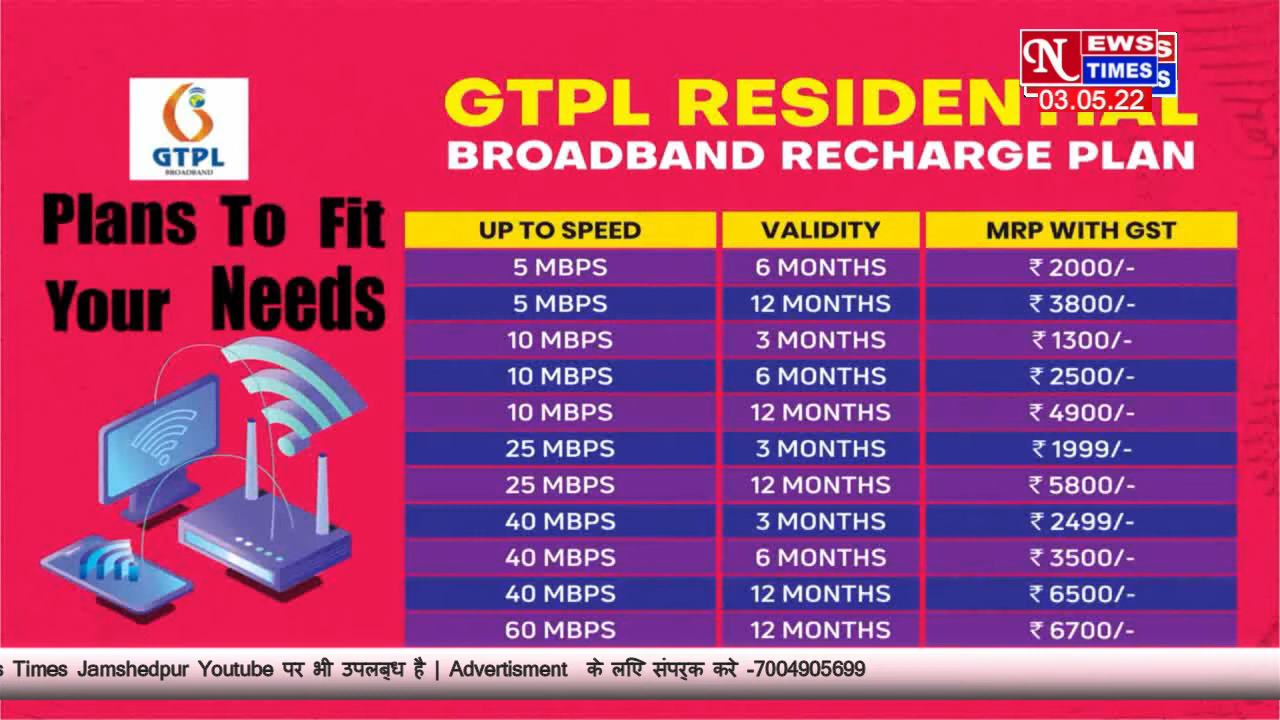 NEWS
TIMES
03.05.22
GTPL
BROADBAND
GTPL RESIDENTIAL
BROADBAND RECHARGE PLAN
Plans To Fit
Your Needs
UP TO SPEED VALIDITY MRP WITH GST
5 MBPS 6 MONTHS ₹ 2000/-
5 MBPS 12 MONTHS ₹ 3800/-
10 MBPS 3 MONTHS ₹ 1300/-
10 MBPS 6 MONTHS ₹ 2500/-
10 MBPS 12 MONTHS ₹ 4900/-
25 MBPS 3 MONTHS ₹ 1999/-
25 MBPS 12 MONTHS ₹ 5800/-
40 MBPS 3 MONTHS ₹ 2499/-
40 MBPS 6 MONTHS ₹ 3500/-
40 MBPS 12 MONTHS ₹ 6500/-
60 MBPS 12 MONTHS ₹ 6700/-
s Times Jamshedpur Youtube पर भी उपलब्ध है | Advertisment के लिए संपर्क करे -7004905699